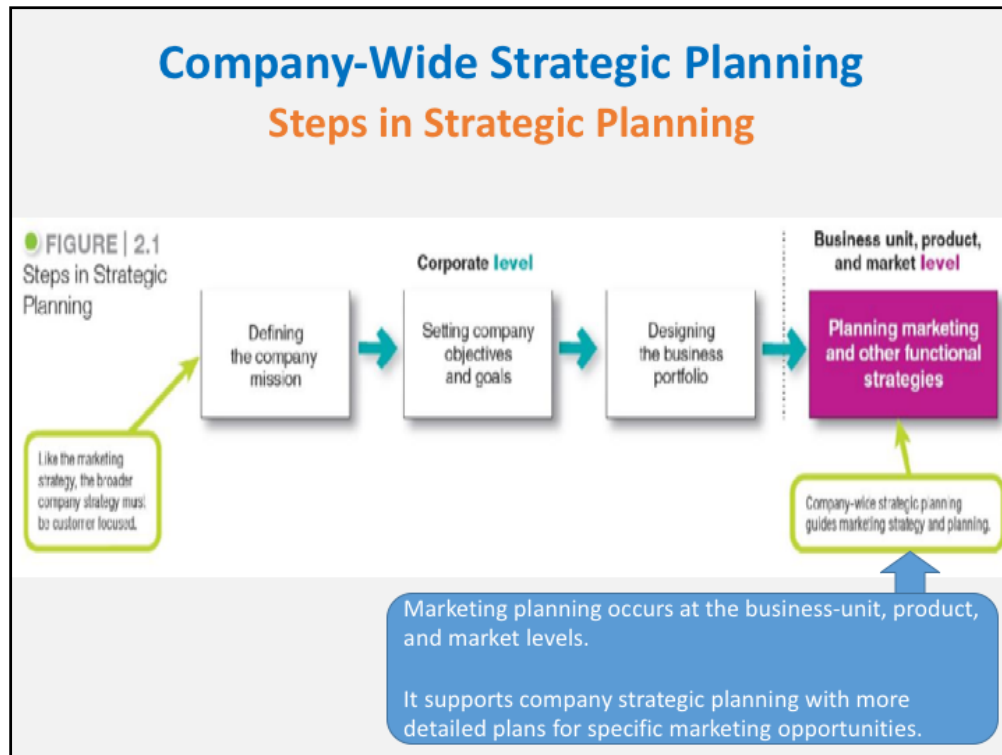 Company-Wide Strategic Planning
Steps in Strategic Planning
FIGURE | 2.1
Steps in Strategic
Planning
Corporate level
Business unit, product,
and market level
Defining
the company
mission
Setting company
objectives
and goals
Designing
the business
portfolio
Planning marketing
and other functional
strategies
Like the marketing
strategy, the broader
company strategy must
be customer focused.
Company-wide strategic planning
guides marketing strategy and planning.
Marketing planning occurs at the business-unit, product,
and market levels.
It supports company strategic planning with more
detailed plans for specific marketing opportunities.